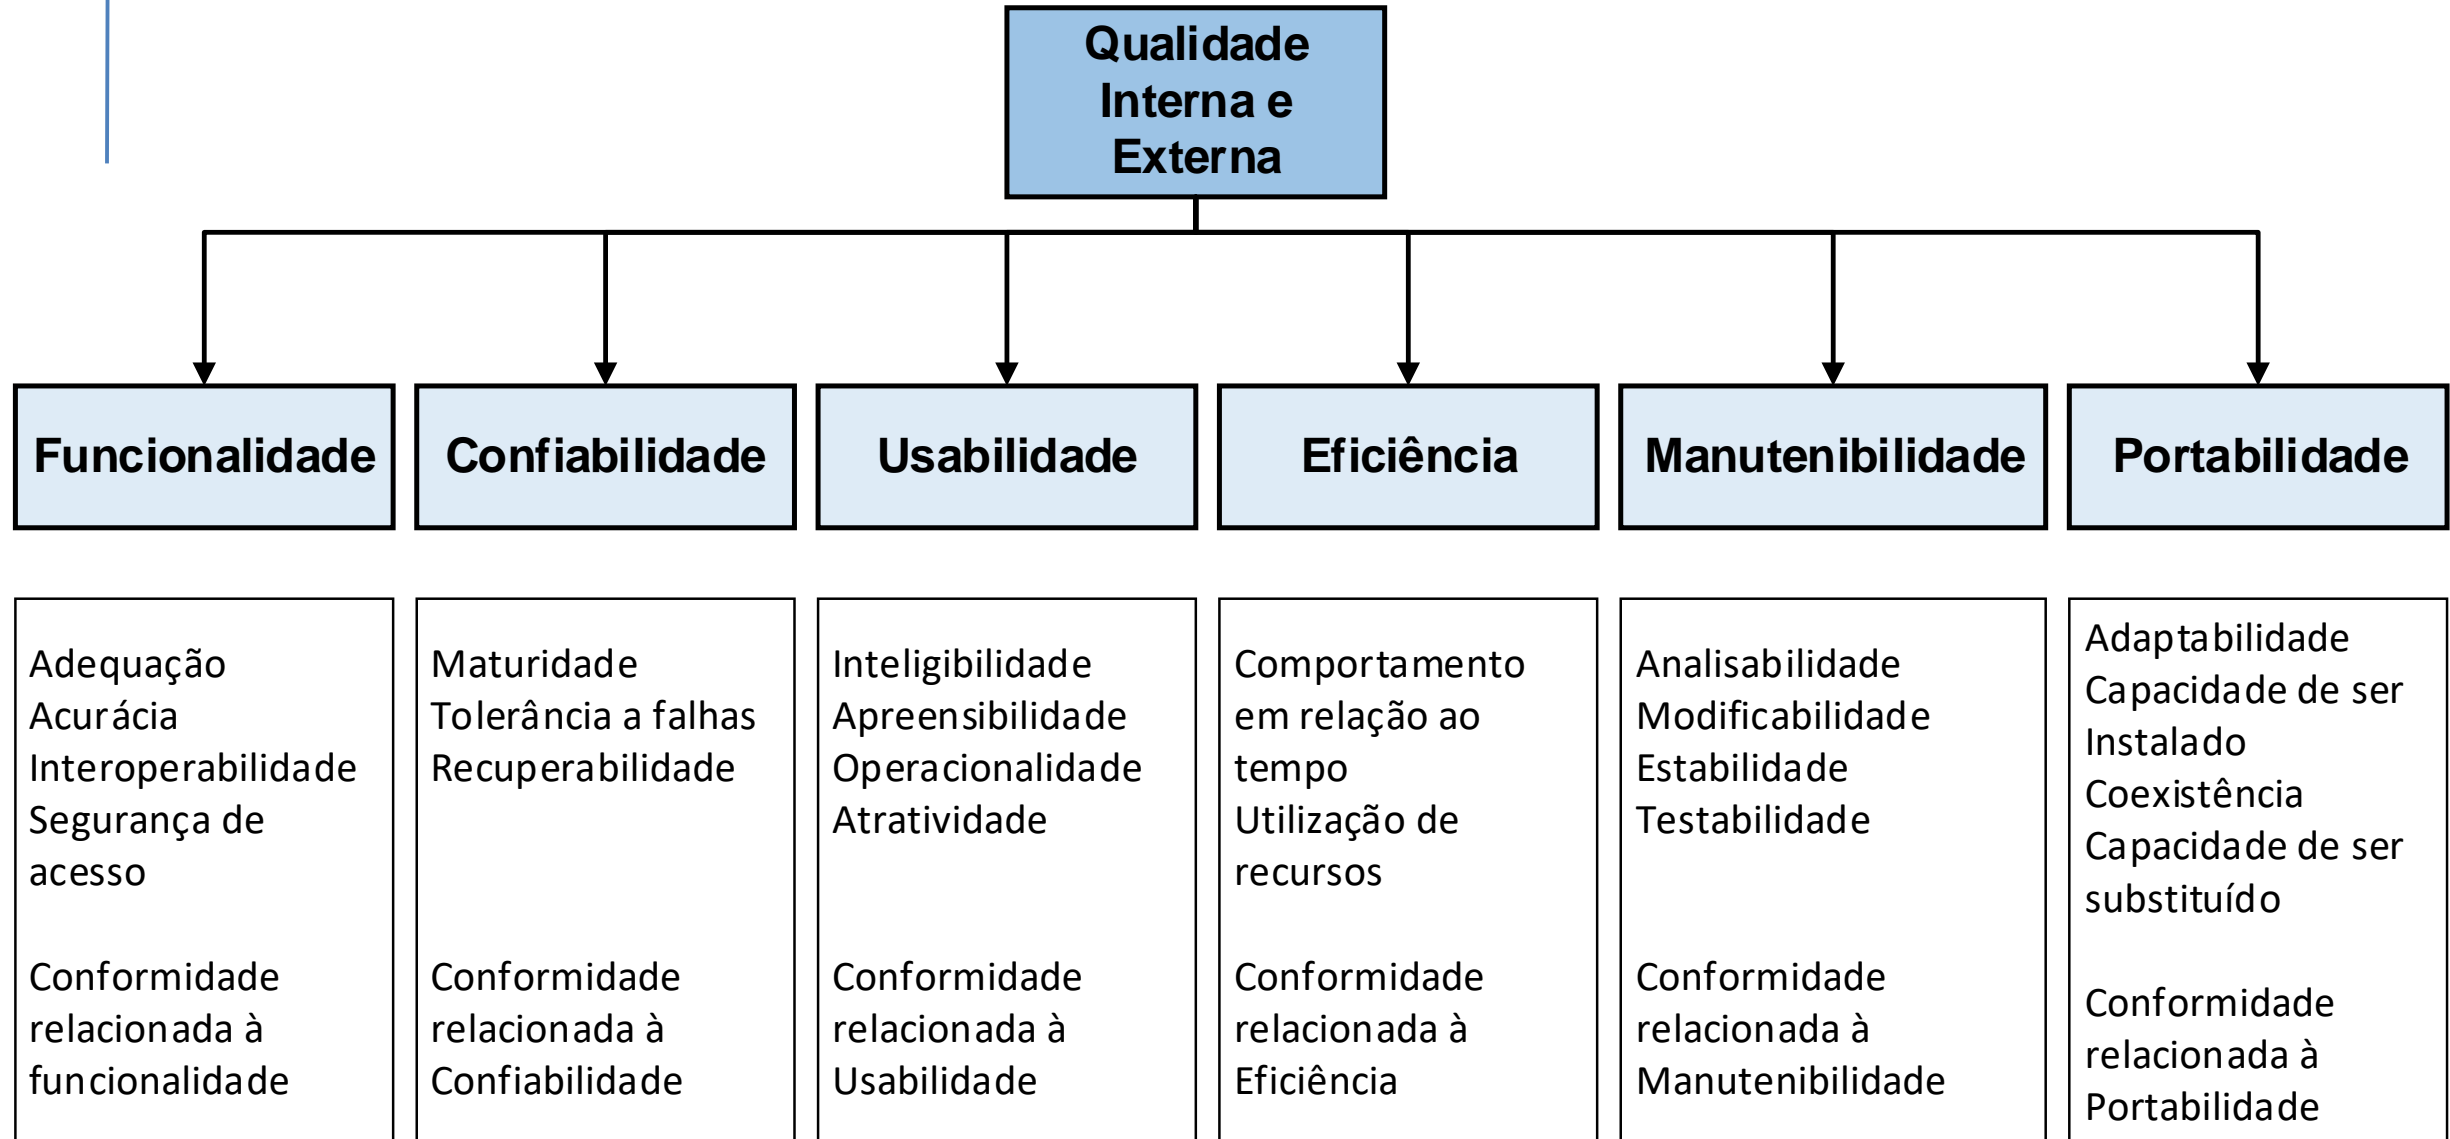 Qualidade
Interna e
Externa
Funcionalidade
Confiabilidade
Usabilidade
Eficiência
Manutenibilidade
Portabilidade
Adequação
Acurácia
Interoperabilidade
Segurança de
acesso
Conformidade
relacionada à
funcionalidade
Maturidade
Tolerância a falhas
Recuperabilidade
Conformidade
relacionada à
Confiabilidade
Inteligibilidade
Apreensibilidade
Operacionalidade
Atratividade
Conformidade
relacionada à
Usabilidade
Comportamento
em relação ao
tempo
Utilização de
recursos
Conformidade
relacionada à
Eficiência
Analisabilidade
Modificabilidade
Estabilidade
Testabilidade
Conformidade
relacionada à
Manutenibilidade
Adaptabilidade
Capacidade de ser
Instalado
Coexistência
Capacidade de ser
substituído
Conformidade
relacionada à
Portabilidade